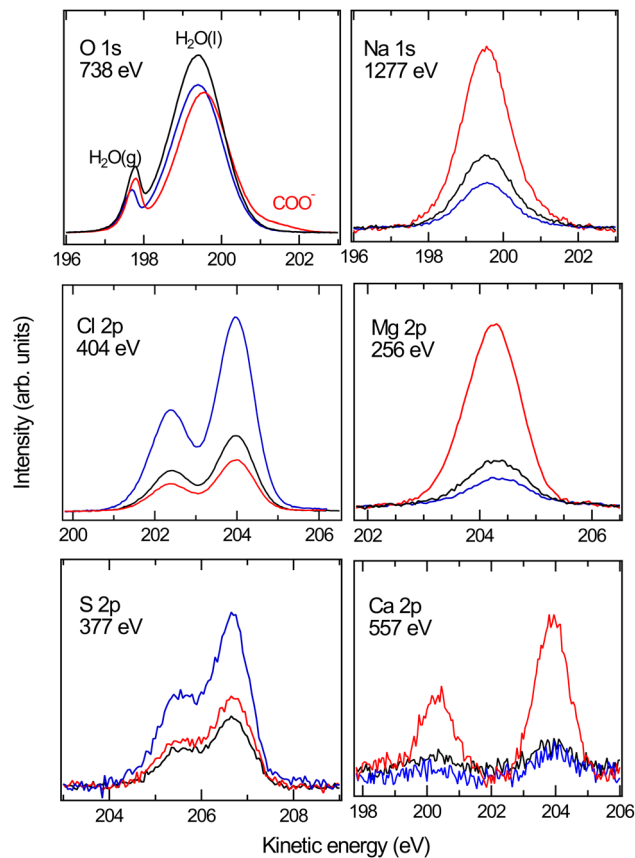 O 1s
738 eV
H₂O(l)
H₂O(g)
COO⁻
196 198 200 202
Na 1s
1277 eV
196 198 200 202
Cl 2p
404 eV
200 202 204 206
Mg 2p
256 eV
202 204 206
S 2p
377 eV
204 206 208
Ca 2p
557 eV
198 200 202 204 206
Intensity (arb. units)
Kinetic energy (eV)